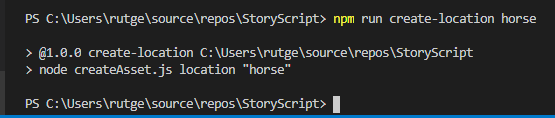 PS C:\Users\rutge\source\repos\StoryScript> npm run create-location horse
> @1.0.0 create-location C:\Users\rutge\source\repos\StoryScript
> node createAsset.js location "horse"
PS C:\Users\rutge\source\repos\StoryScript>